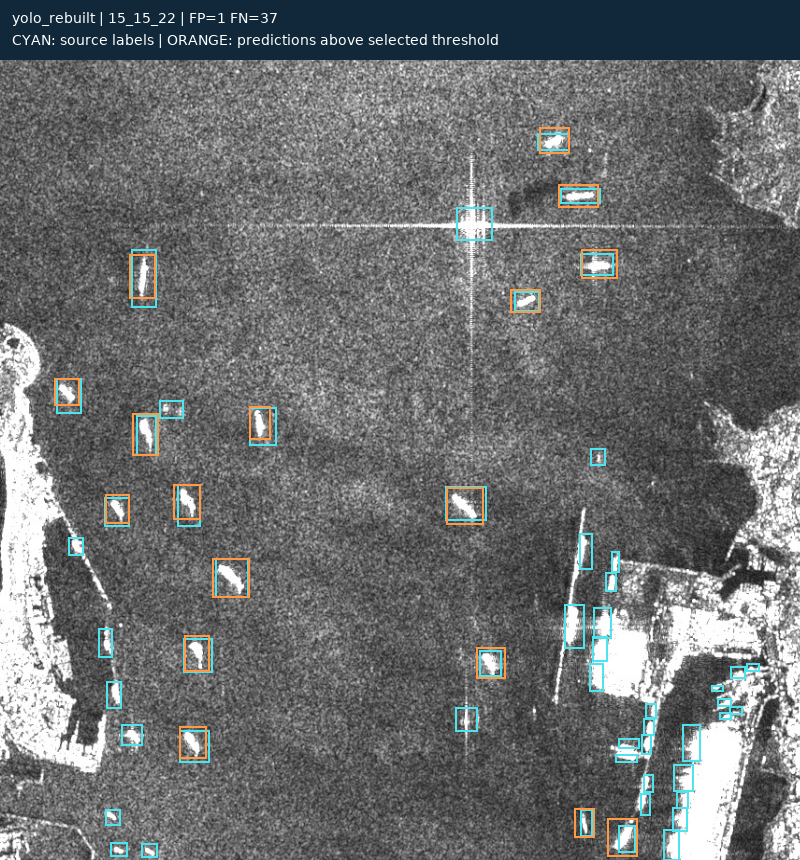 yolo_rebuilt | 15_15_22 | FP=1 FN=37
CYAN: source labels | ORANGE: predictions above selected threshold